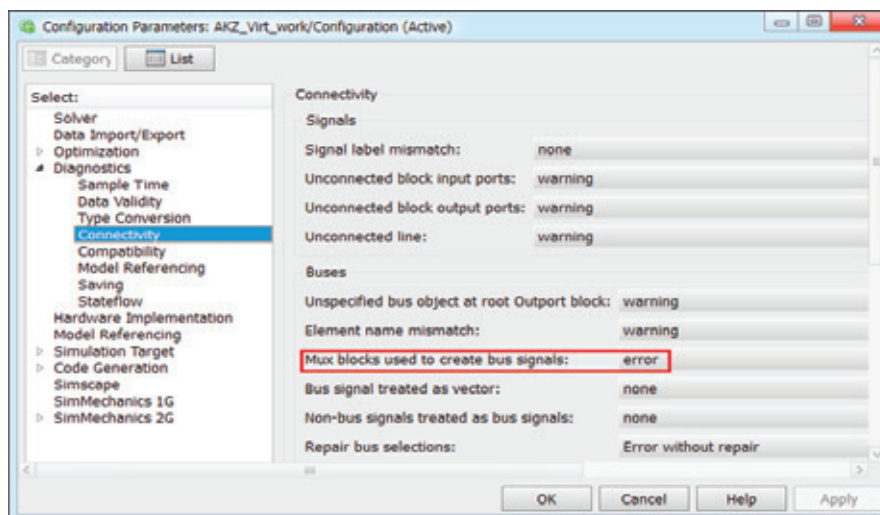 Configuration Parameters: AKZ_Virt_work/Configuration (Active)
Category
List
Select:
Solver
Data Import/Export
Optimization
Diagnostics
Sample Time
Data Validity
Type Conversion
Connectivity
Compatibility
Model Referencing
Saving
Stateflow
Hardware Implementation
Model Referencing
Simulation Target
Code Generation
Simscape
SimMechanics 1G
SimMechanics 2G
Connectivity
Signals
Signal label mismatch: none
Unconnected block input ports: warning
Unconnected block output ports: warning
Unconnected line: warning
Buses
Unspecified bus object at root Outport block: warning
Element name mismatch: warning
Mux blocks used to create bus signals: error
Bus signal treated as vector: none
Non-bus signals treated as bus signals: none
Repair bus selections: Error without repair
OK Cancel Help Apply